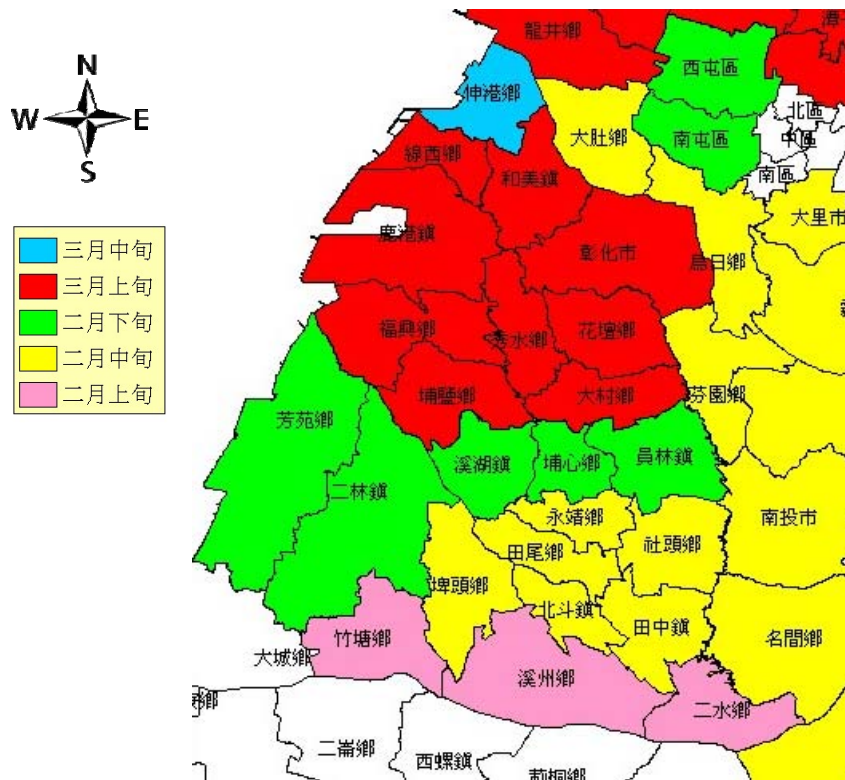 N
W E
S
三月中旬
三月上旬
二月下旬
二月中旬
二月上旬
龍井鄉
西屯區
伸港鄉
大肚鄉
南屯區
北區
中區
南區
線西鄉
和美鎮
大里市
鹿港鎮
彰化市
烏日鄉
福興鄉
秀水鄉
花壇鄉
埔鹽鄉
大村鄉
芬園鄉
芳苑鄉
溪湖鎮
埔心鄉
員林鎮
二林鎮
永靖鄉
南投市
田尾鄉
社頭鄉
埤頭鄉
北斗鎮
田中鎮
名間鄉
竹塘鄉
大城鄉
溪州鄉
二水鄉
鄉
二崙鄉
西螺鎮
莿桐鄉